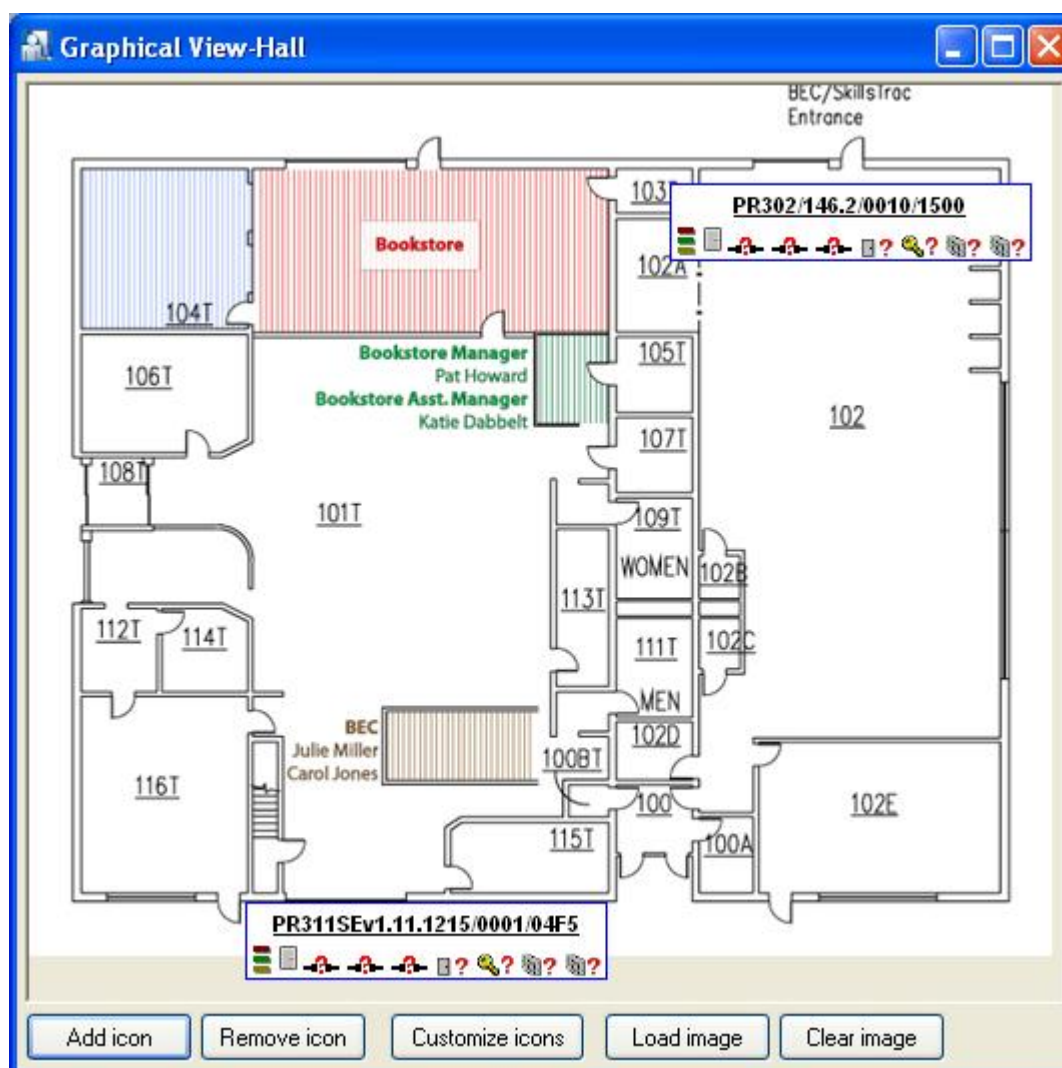 Graphical View-Hall
BEC/SkillsTrac
Entrance
103T
PR302/146.2/0010/1500
Bookstore
102A
104T
Bookstore Manager
Pat Howard
Bookstore Asst. Manager
Katie Dabbelt
105T
106T
102
107T
108T
101T
109T
WOMEN
102B
113T
112T
114T
111T
102C
MEN
BEC
Julie Miller
Carol Jones
102D
100BT
116T
100
102E
115T
100A
PR311SEv1.11.1215/0001/04F5
Add icon
Remove icon
Customize icons
Load image
Clear image